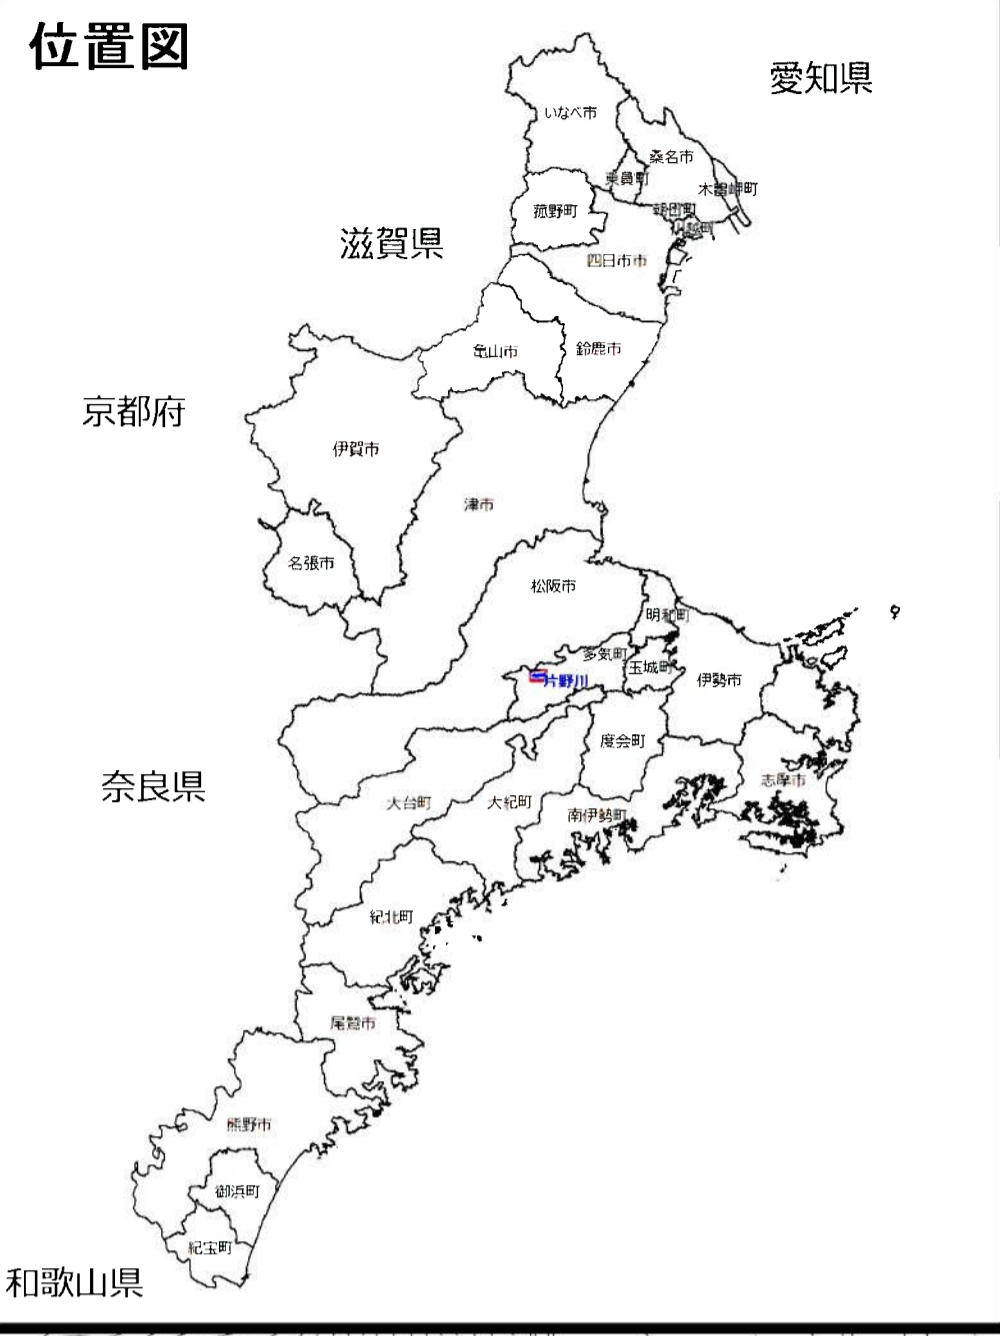 位置図
愛知県
いなべ市
桑名市
東員町
木曽岬町
菰野町
朝日町
川越町
滋賀県
四日市市
亀山市
鈴鹿市
京都府
伊賀市
津市
名張市
松阪市
明和町
多気町
玉城町
片野川
伊勢市
度会町
奈良県
志摩市
大台町
大紀町
南伊勢町
紀北町
尾鷲市
熊野市
御浜町
紀宝町
和歌山県